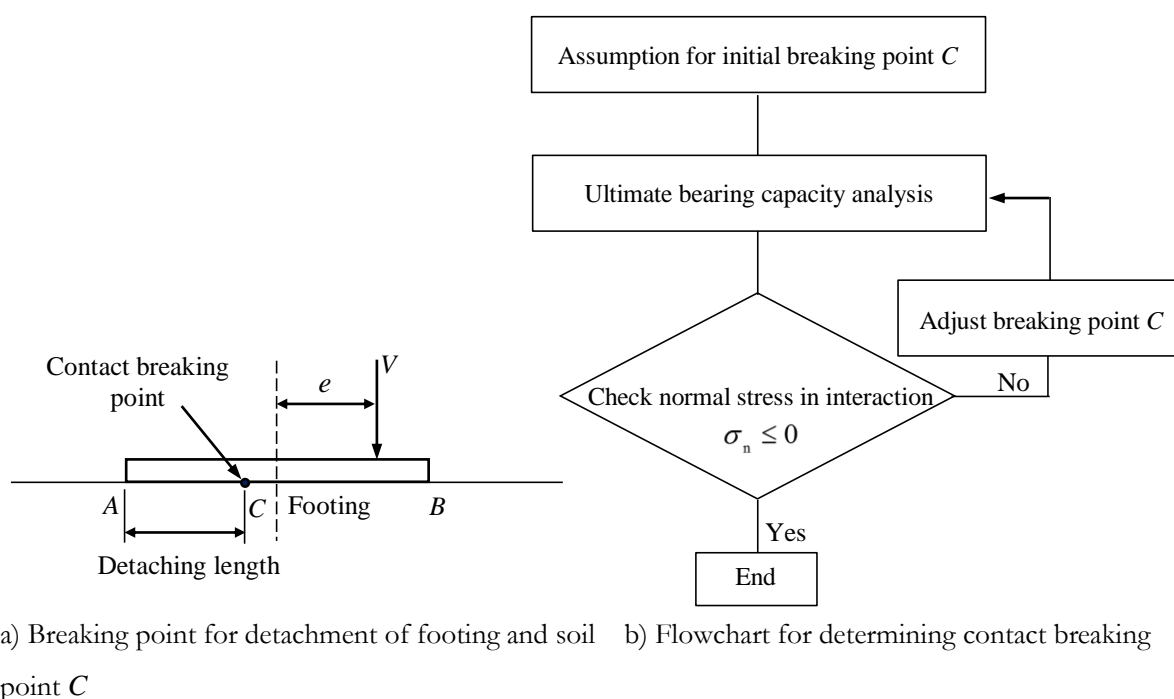 Assumption for initial breaking point C
Ultimate bearing capacity analysis
Adjust breaking point C
Check normal stress in interaction
σn ≤ 0
No
Yes
End
Contact breaking
point
e
V
A
C
Footing
B
Detaching length
a) Breaking point for detachment of footing and soil
b) Flowchart for determining contact breaking
point C